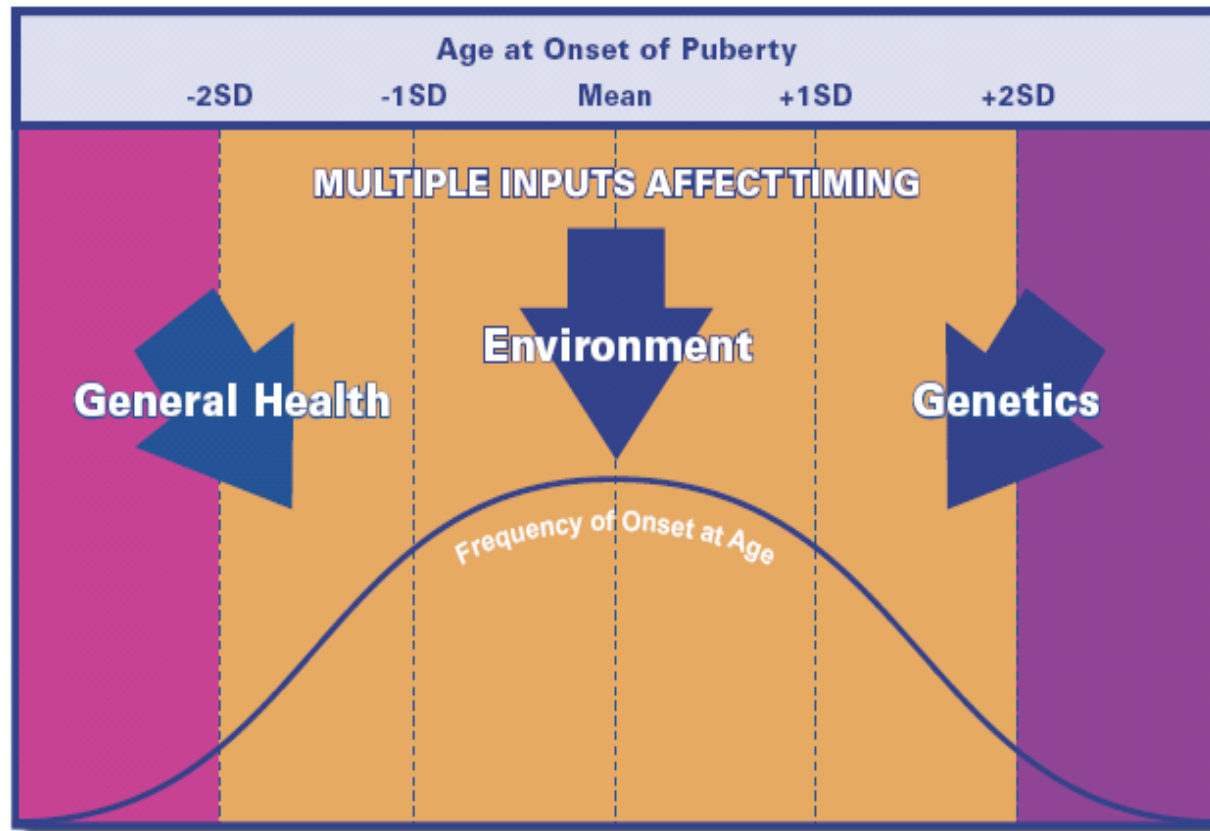 Age at Onset of Puberty
-2SD -1SD Mean +1SD +2SD
MULTIPLE INPUTS AFFECT TIMING
Environment
General Health
Genetics
Frequency of Onset at Age